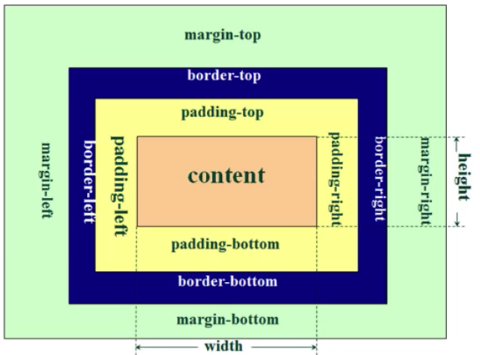 margin-top
border-top
padding-top
margin-left
border-left
padding-left
content
padding-right
border-right
margin-right
height
padding-bottom
border-bottom
margin-bottom
width